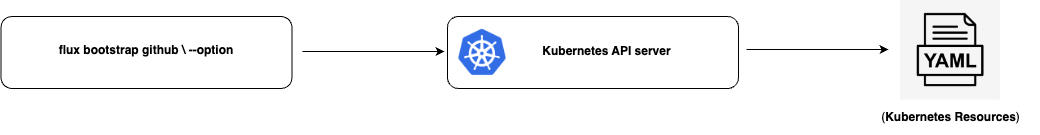 flux bootstrap github \ --option
Kubernetes API server
YAML
(Kubernetes Resources)